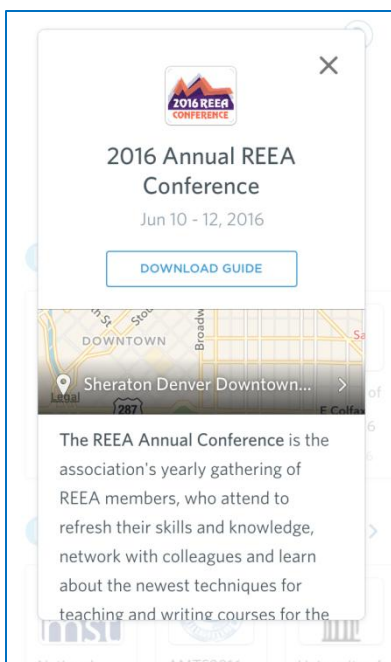 2016 REEA
CONFERENCE
2016 Annual REEA
Conference
Jun 10 - 12, 2016
DOWNLOAD GUIDE
DOWNTOWN
Broadw
Sheraton Denver Downtown...
Legal
287
E Colfax
The REEA Annual Conference is the
association's yearly gathering of
REEA members, who attend to
refresh their skills and knowledge,
network with colleagues and learn
about the newest techniques for
teaching and writing courses for the